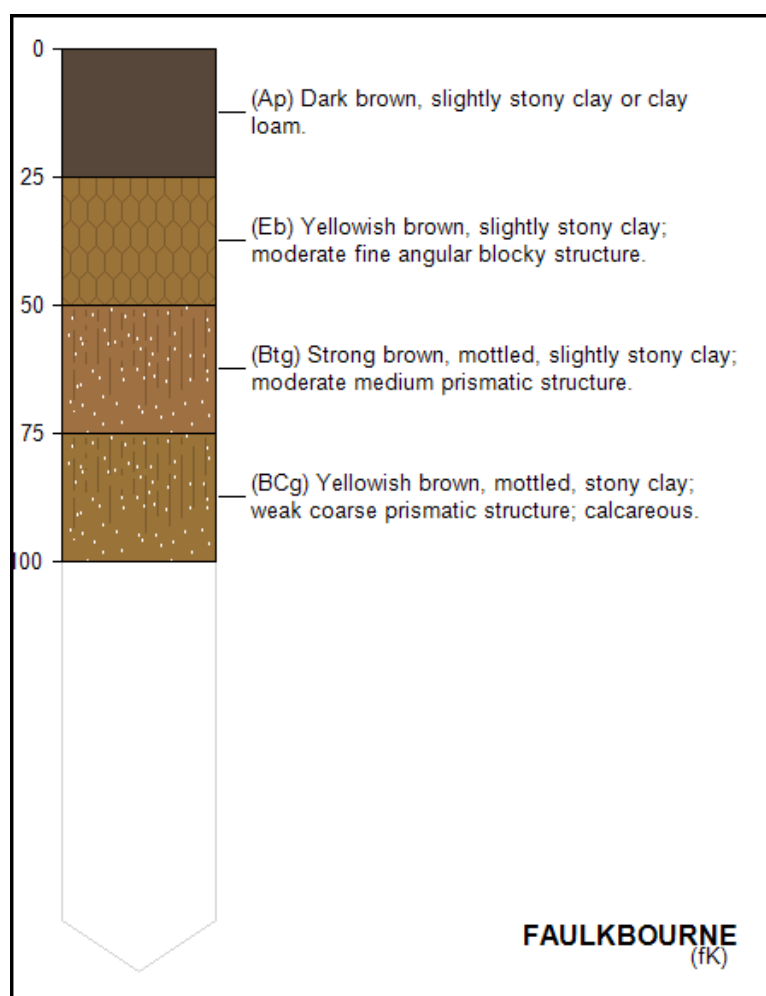 0
(Ap) Dark brown, slightly stony clay or clay
loam.
25
(Eb) Yellowish brown, slightly stony clay;
moderate fine angular blocky structure.
50
(Btg) Strong brown, mottled, slightly stony clay;
moderate medium prismatic structure.
75
(BCg) Yellowish brown, mottled, stony clay;
weak coarse prismatic structure; calcareous.
100
FAULKBOURNE
(fK)